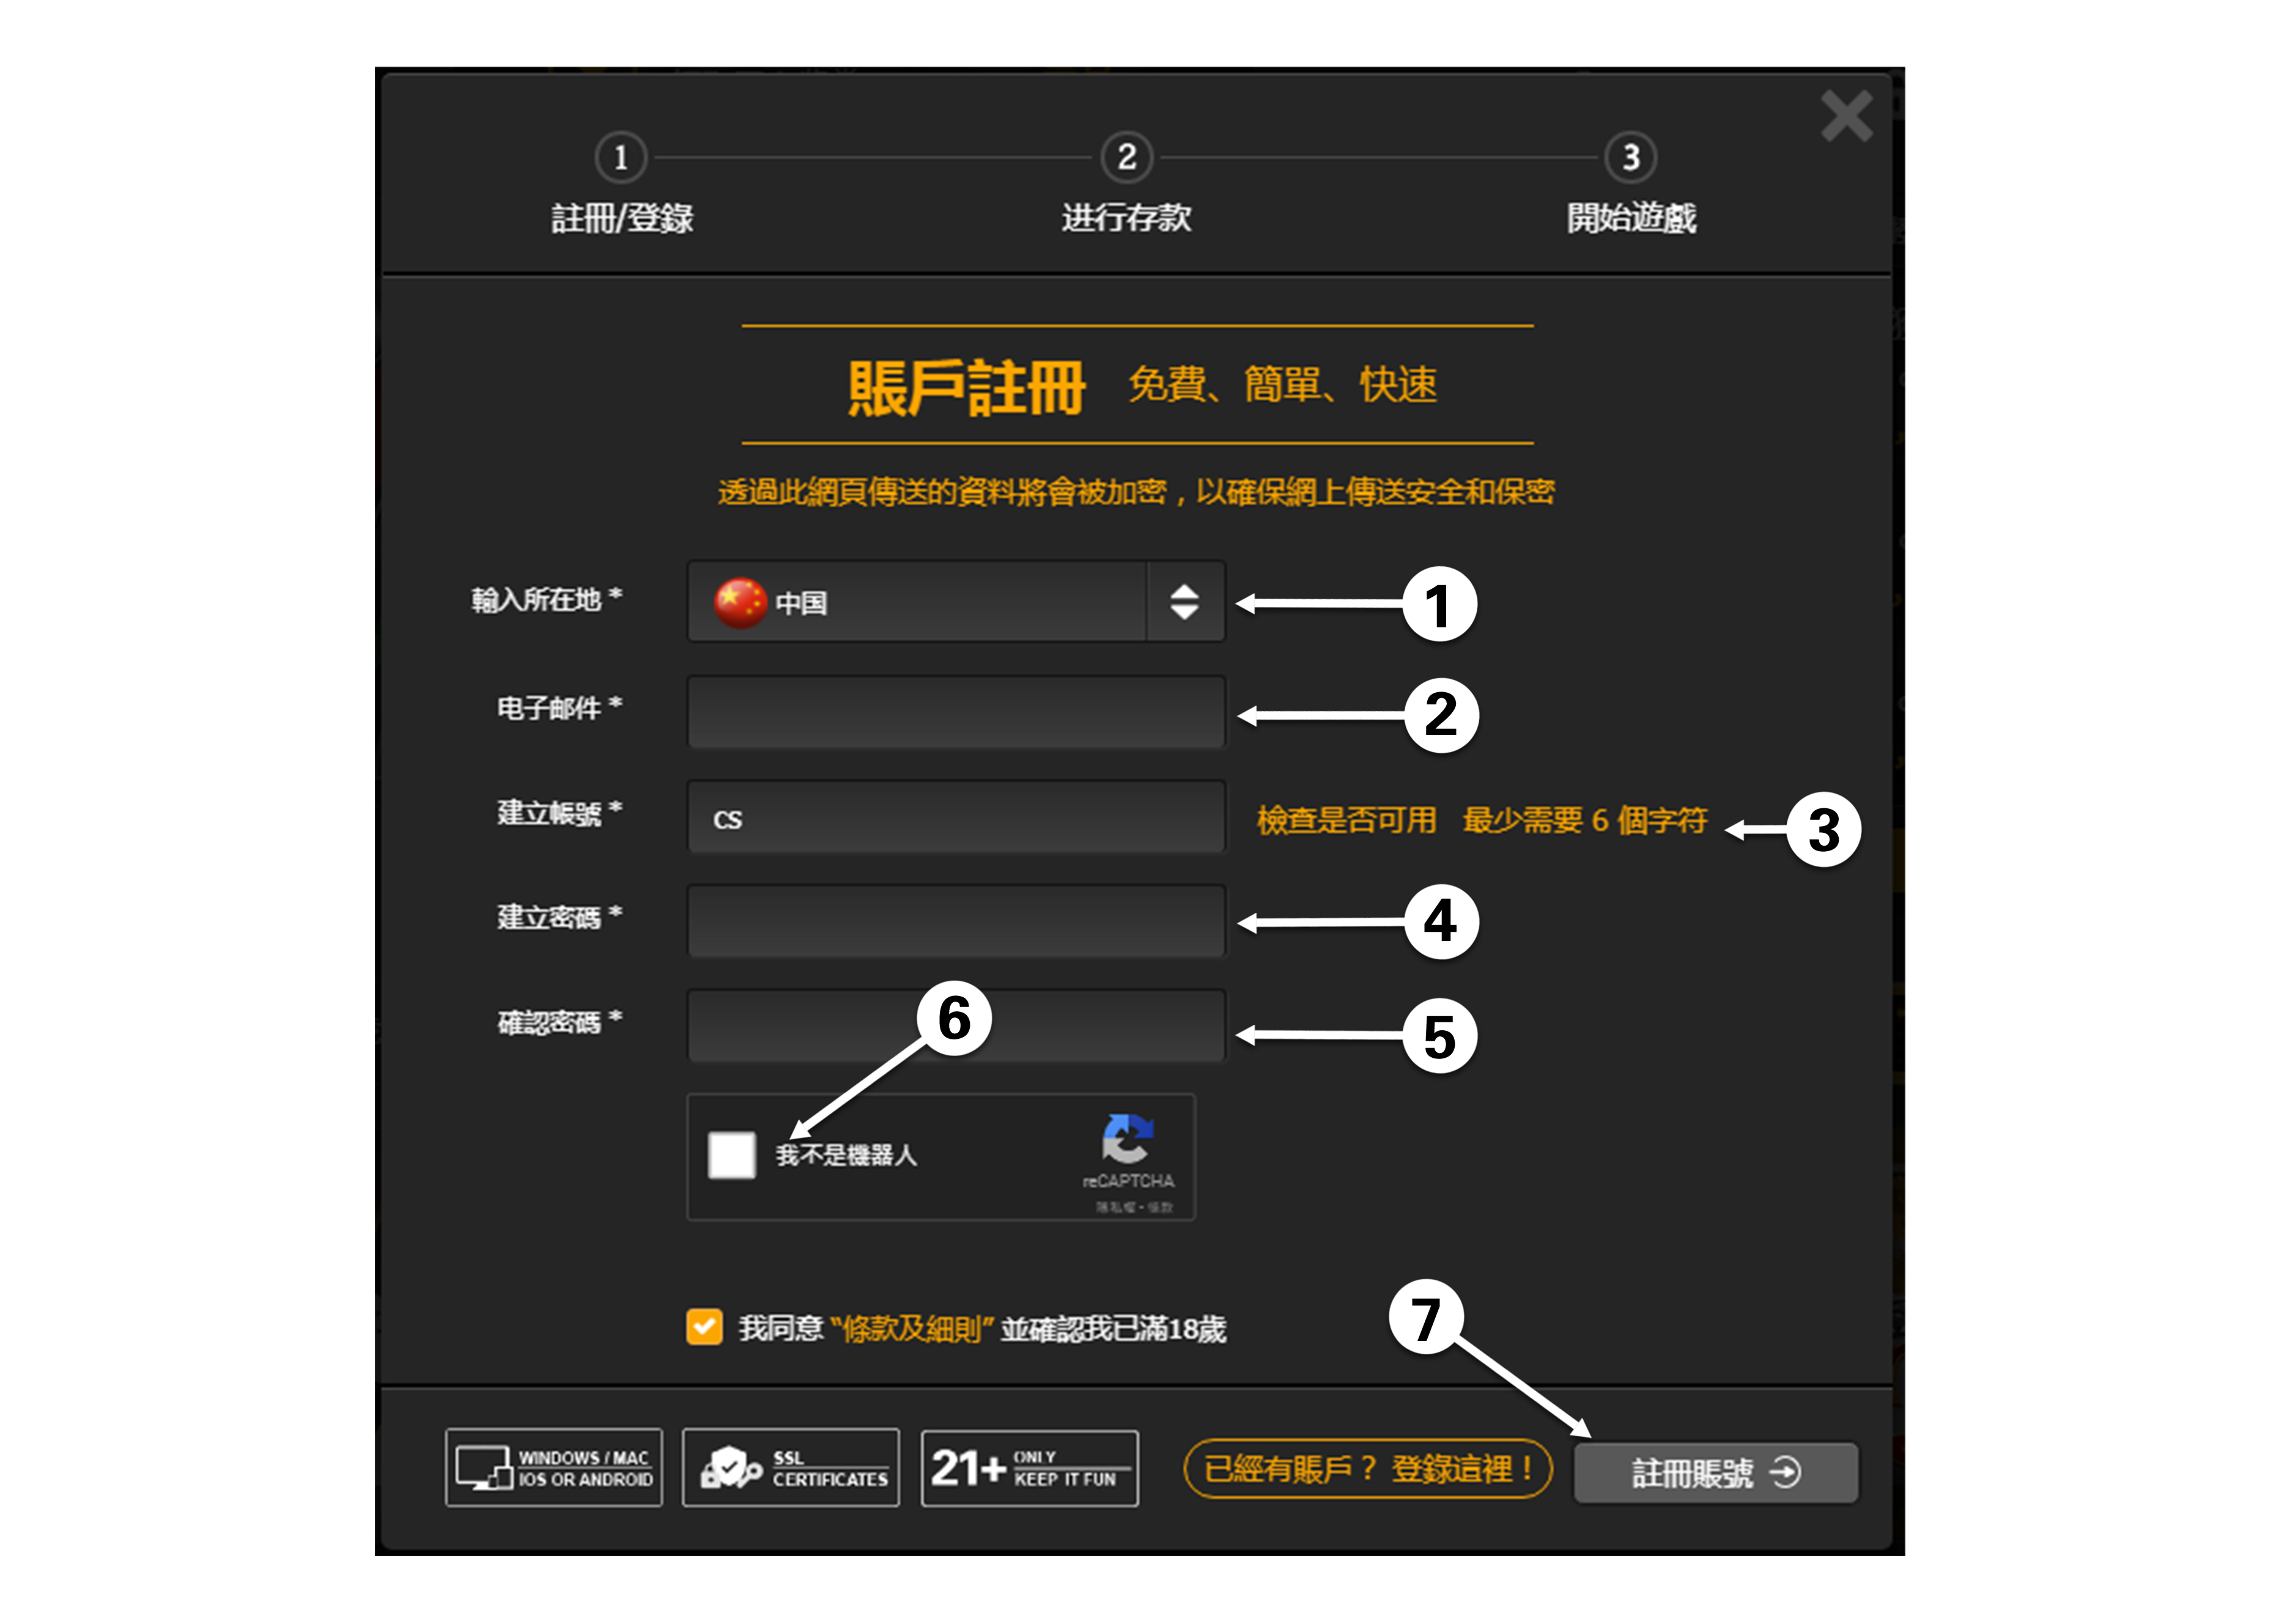 1 2 3
註冊/登錄 进行存款 開始遊戲
賬戶註冊 免費、簡單、快速
透過此網頁傳送的資料將會被加密，以確保網上傳送安全和保密
輸入所在地 * 中国 1
电子邮件 * 2
建立帳號 * cs 檢查是否可用 最少需要 6 個字符 3
建立密碼 * 4
確認密碼 * 5
6
我不是機器人
reCAPTCHA
隱私權 - 條款
我同意 “條款及細則” 並確認我已滿18歲
7
WINDOWS / MAC
IOS OR ANDROID
SSL
CERTIFICATES
21+ ONLY
KEEP IT FUN
已經有賬戶？ 登錄這裡！
註冊賬號